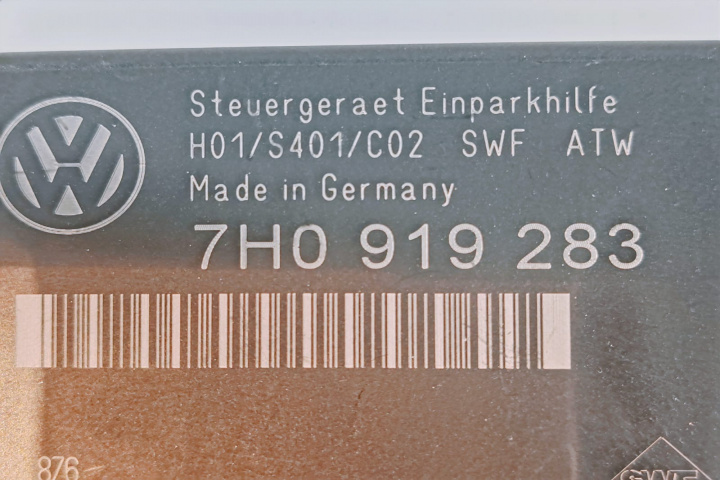 Steuergeraet Einparkhilfe
H01/S401/C02 SWF ATW
Made in Germany
7H0 919 283
876
SWF